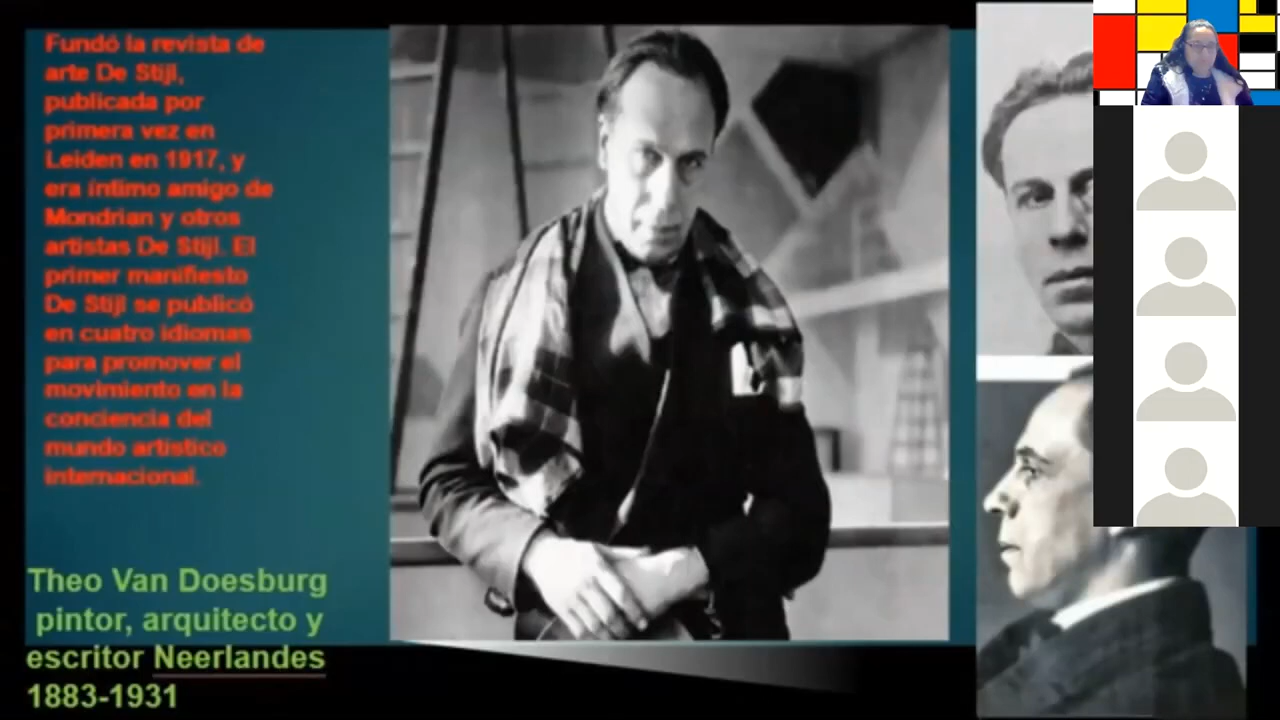 Fundó la revista de
arte De Stijl,
publicada por
primera vez en
Leiden en 1917, y
era íntimo amigo de
Mondrian y otros
artistas De Stijl. El
primer manifiesto
De Stijl se publicó
en cuatro idiomas
para promover el
movimiento en la
conciencia del
mundo artístico
internacional.
Theo Van Doesburg
pintor, arquitecto y
escritor Neerlandes
1883-1931